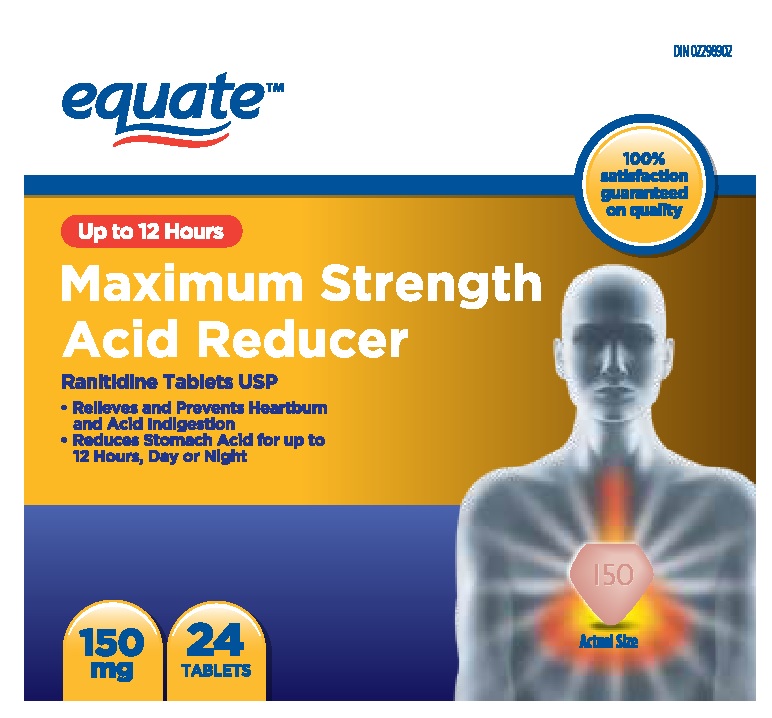 DIN 02298902
equate™
100%
satisfaction
guaranteed
on quality
Up to 12 Hours
Maximum Strength
Acid Reducer
Ranitidine Tablets USP
• Relieves and Prevents Heartburn
and Acid Indigestion
• Reduces Stomach Acid for up to
12 Hours, Day or Night
150
Actual Size
150
mg
24
TABLETS